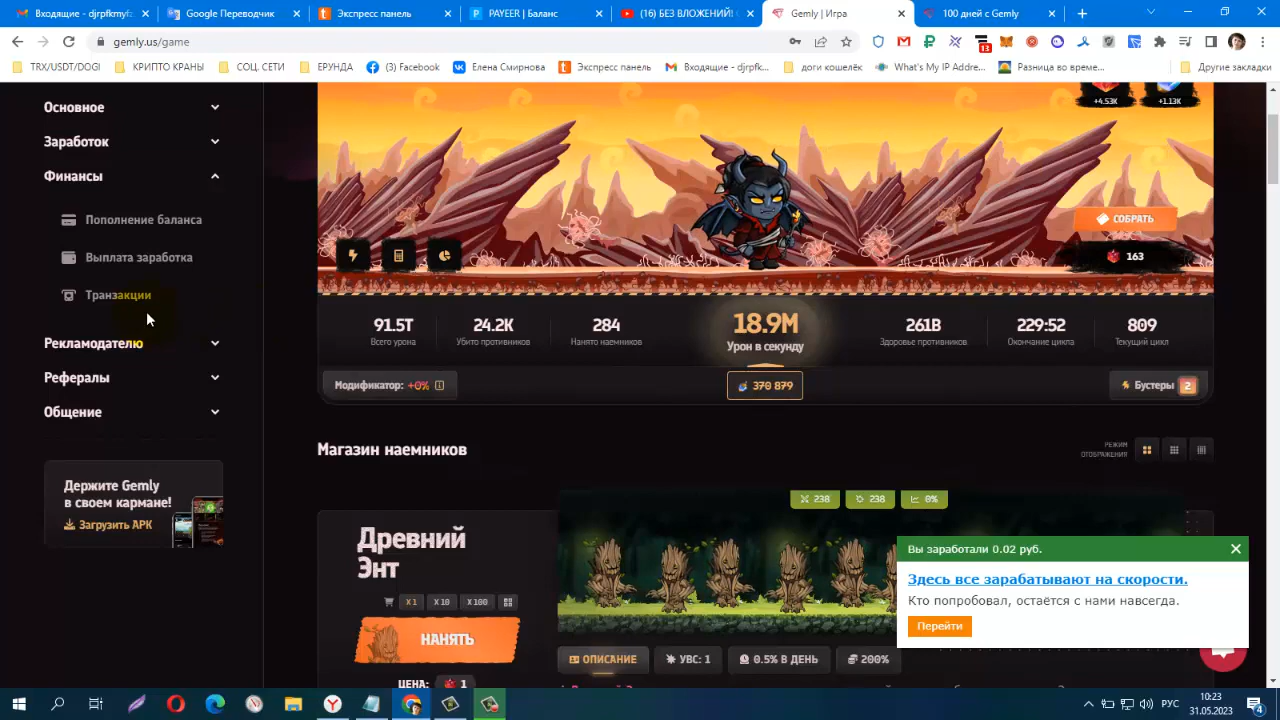 Входящие - djrpfkmyfz
Google Переводчик
Экспресс панель
PAYEER | Баланс
(16) БЕЗ ВЛОЖЕНИЙ!
Gemly | Игра
100 дней с Gemly
gemly.us/game
13
TRX/USDT/DOGI
КРИПТО КРАНЫ
СОЦ. СЕТИ
ЕРУНДА
(3) Facebook
Елена Смирнова
Экспресс панель
Входящие - djrpfk...
доги кошелёк
What's My IP Addre...
Разница во време...
Другие закладки
Основное
Заработок
Финансы
Пополнение баланса
Выплата заработка
Транзакции
Рекламодателю
Рефералы
Общение
Держите Gemly
в своем кармане!
Загрузить APK
+4.53K
+1.13K
СОБРАТЬ
163
91.5T
Всего урона
24.2K
Убито противников
284
Нанято наемников
18.9M
Урон в секунду
261B
Здоровье противников
229:52
Окончание цикла
809
Текущий цикл
Модификатор: +0%
370 879
Бустеры 2
Магазин наемников
РЕЖИМ
ОТОБРАЖЕНИЯ
238
238
0%
Древний
Энт
X1
X10
X100
НАНЯТЬ
ЦЕНА: 1
ОПИСАНИЕ
УВС: 1
0.5% В ДЕНЬ
200%
Вы заработали 0.02 руб.
Здесь все зарабатывают на скорости.
Кто попробовал, остаётся с нами навсегда.
Перейти
РУС
10:23
31.05.2023
4